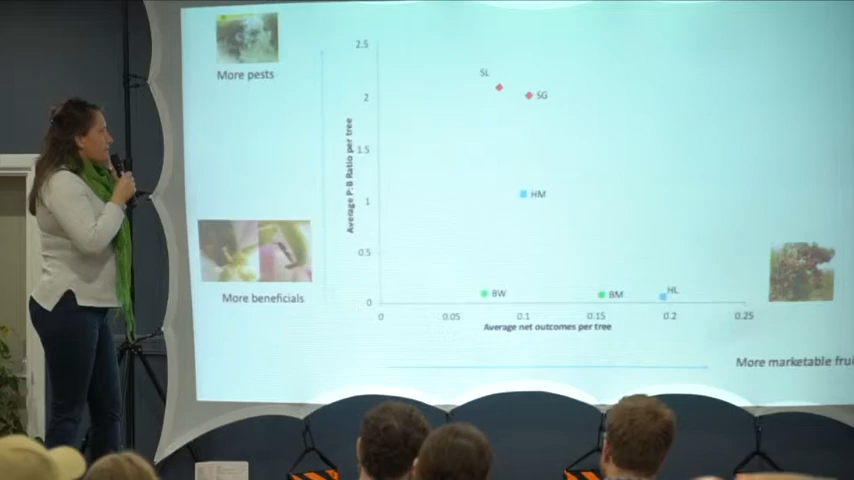 More pests
More beneficials
Average P:B Ratio per tree
2.5
2
1.5
1
0.5
0
SL
SG
HM
BW
BM
HL
0
0.05
0.1
0.15
0.2
0.25
Average net outcomes per tree
More marketable frui